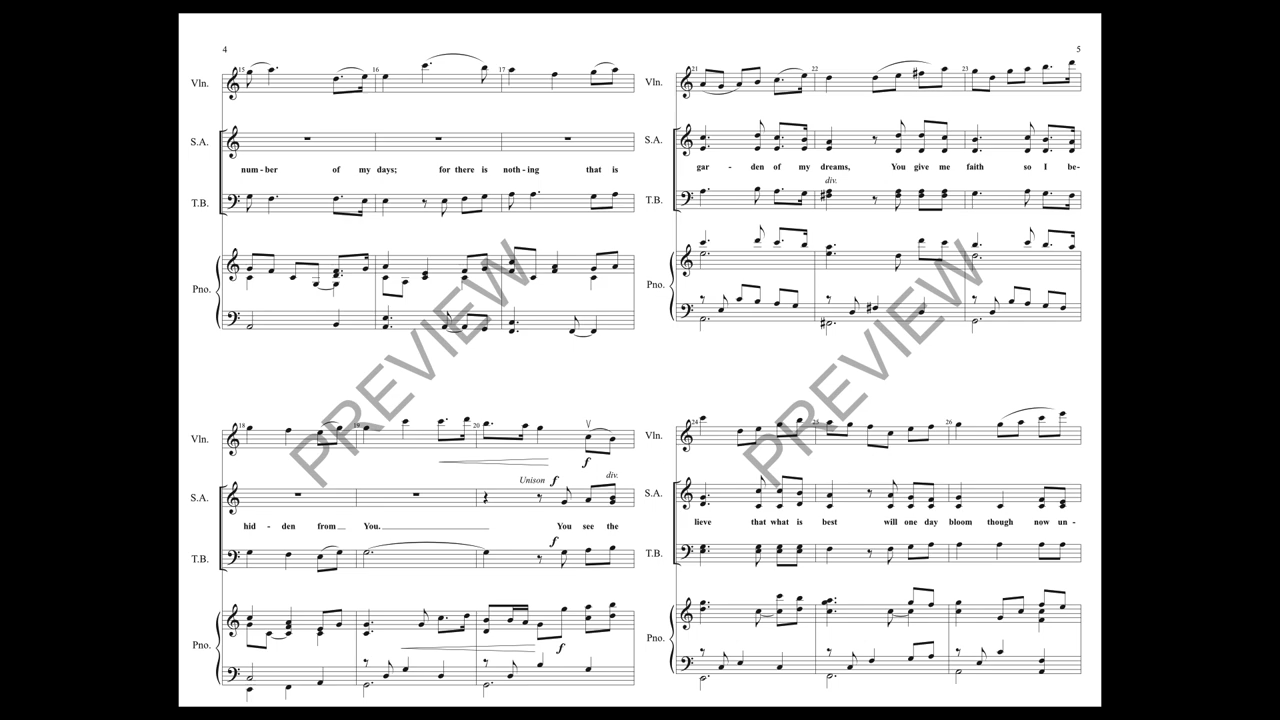 4
15
16
17
Vln.
S.A.
num - ber of my days; for there is noth - ing that is
T.B.
Pno.
18
19
20
Vln.
f
Unison f div.
S.A.
hid - den from You. You see the
f
T.B.
Pno.
f
PREVIEW
5
21
22
23
Vln.
S.A.
gar - den of my dreams, You give me faith so I be-
div.
T.B.
Pno.
24
25
26
Vln.
S.A.
lieve that what is best will one day bloom though now un -
T.B.
Pno.
PREVIEW